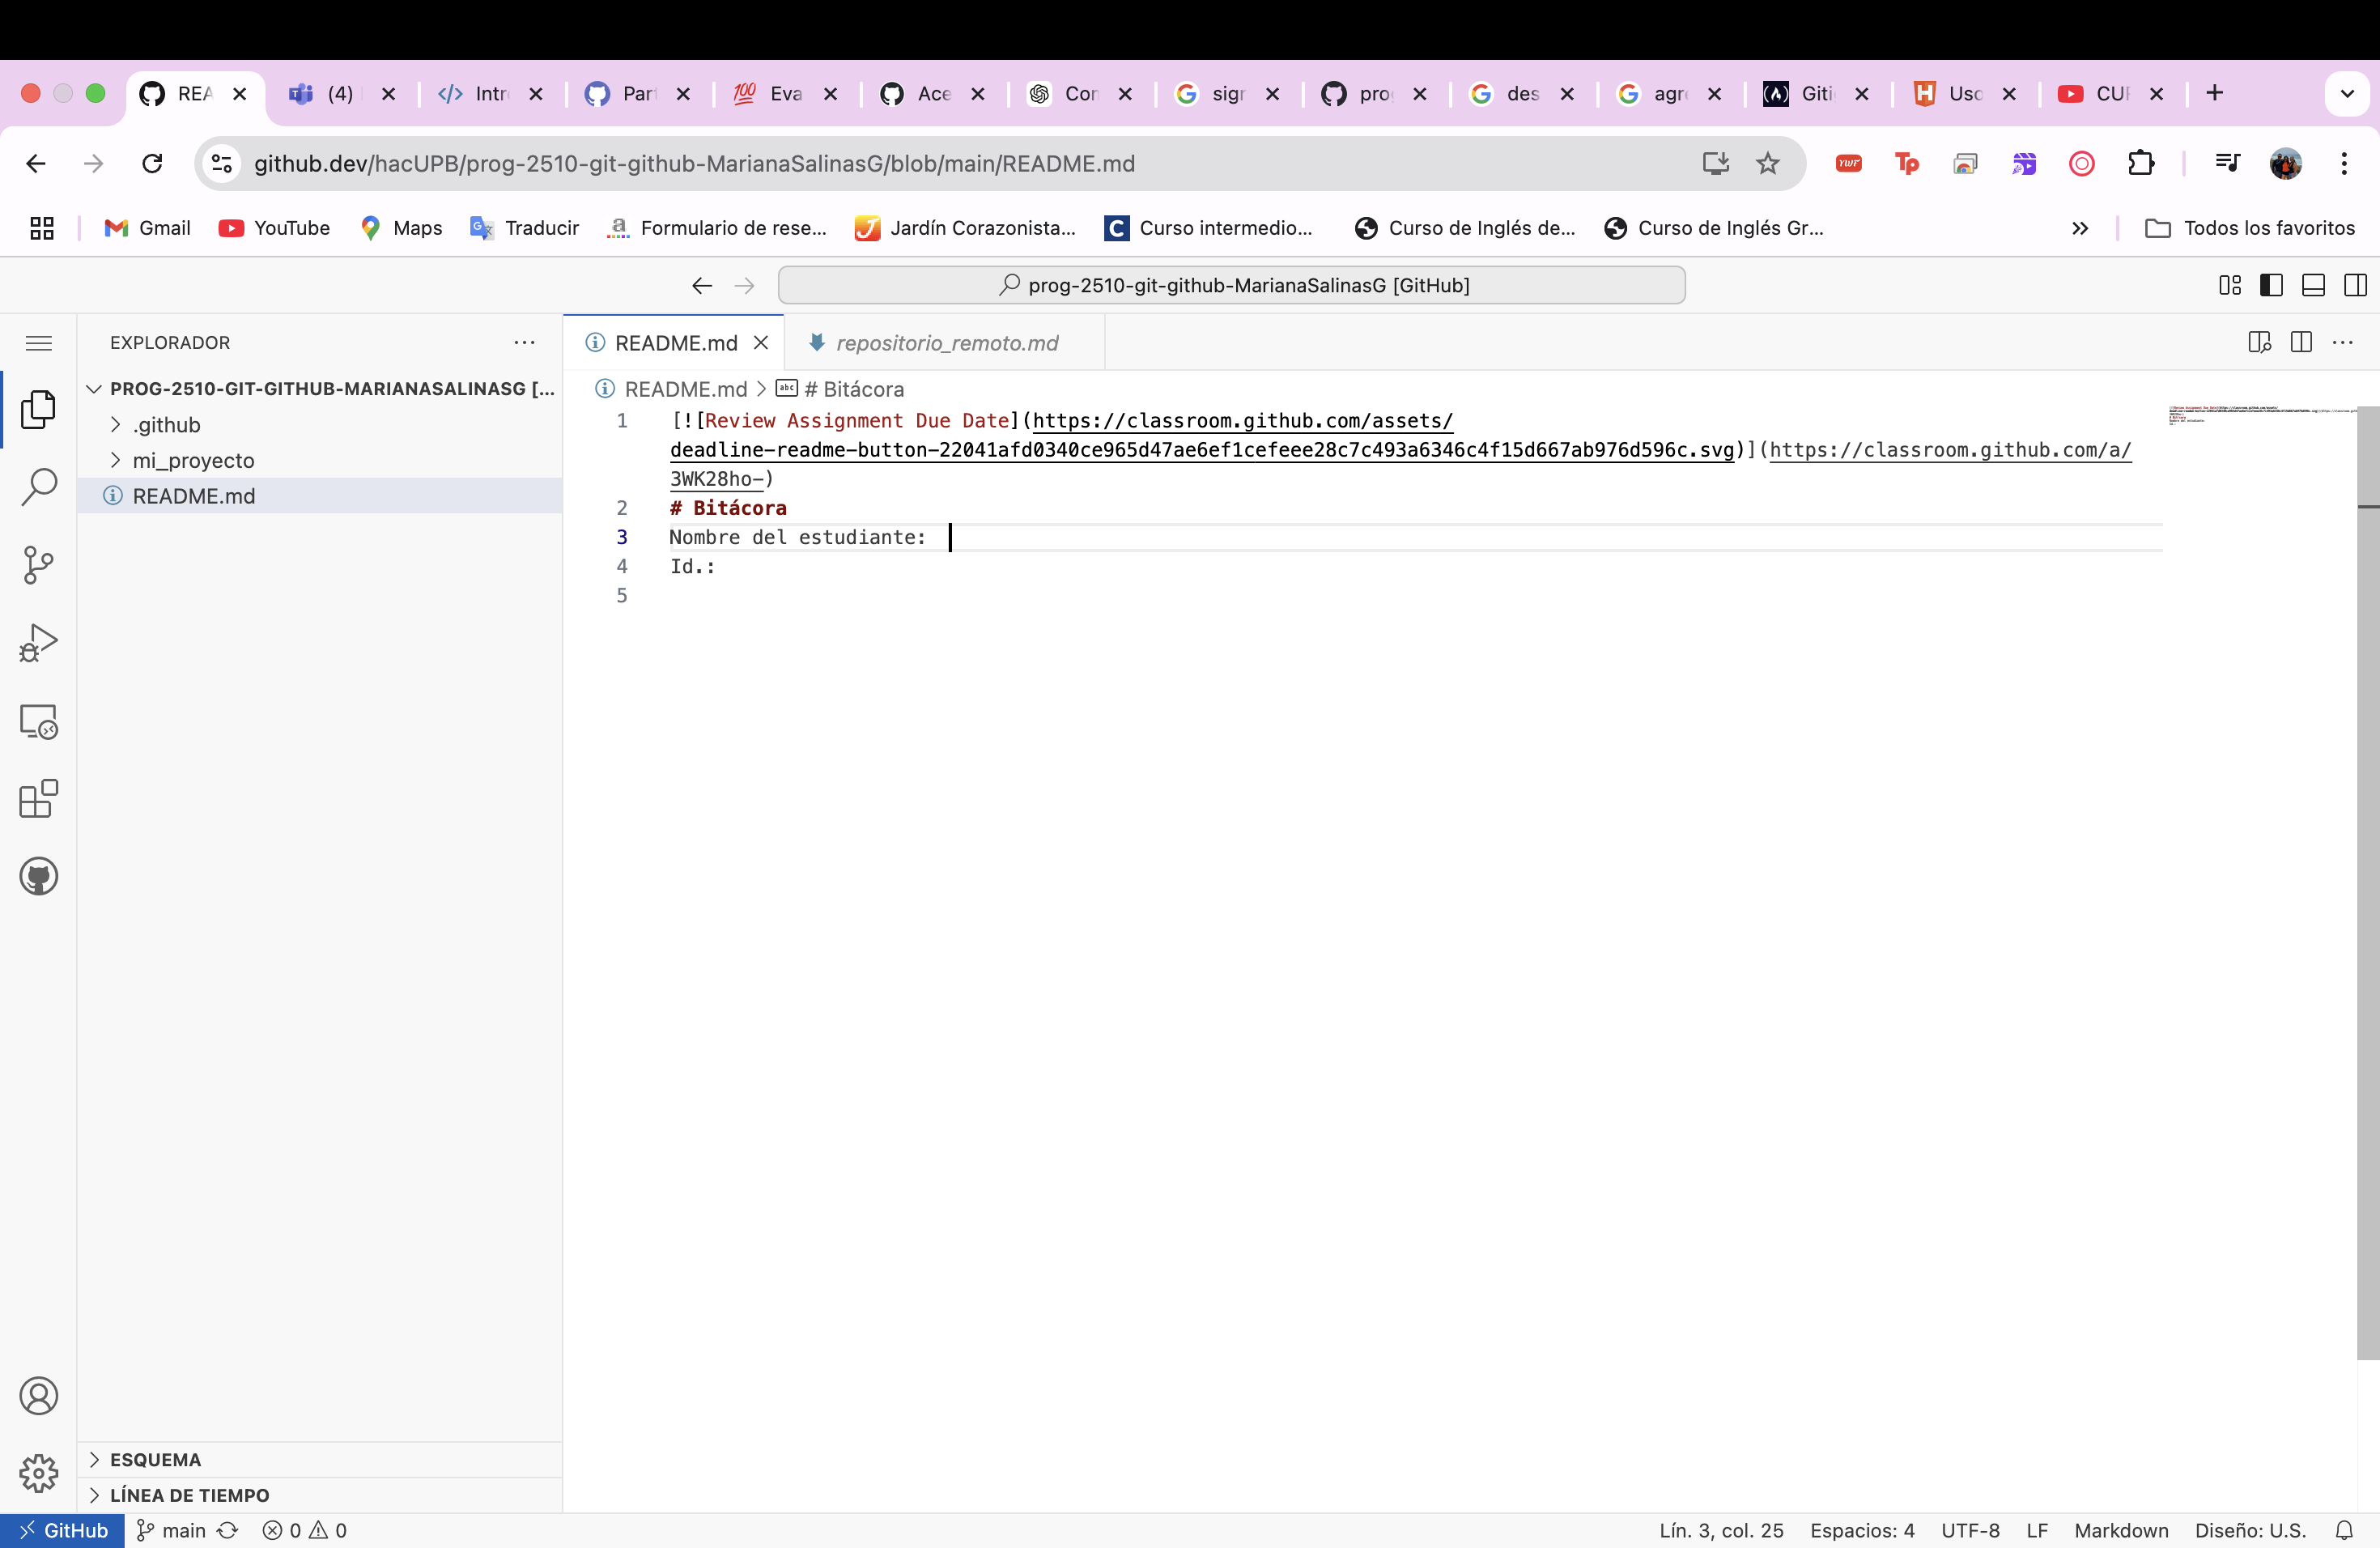 REA
(4)
Intr
Par
Eva
Ace
Con
sigr
pro
des
agre
Giti
Uso
CUI
github.dev/hacUPB/prog-2510-git-github-MarianaSalinasG/blob/main/README.md
Gmail
YouTube
Maps
Traducir
Formulario de rese...
Jardín Corazonista...
Curso intermedio...
Curso de Inglés de...
Curso de Inglés Gr...
Todos los favoritos
prog-2510-git-github-MarianaSalinasG [GitHub]
EXPLORADOR
PROG-2510-GIT-GITHUB-MARIANASALINASG [...
.github
mi_proyecto
README.md
ESQUEMA
LÍNEA DE TIEMPO
README.md
repositorio_remoto.md
README.md > # Bitácora
1 [![Review Assignment Due Date](https://classroom.github.com/assets/
deadline-readme-button-22041afd0340ce965d47ae6ef1cefeee28c7c493a6346c4f15d667ab976d596c.svg)](https://classroom.github.com/a/
3WK28ho-)
2 # Bitácora
3 Nombre del estudiante:
4 Id.:
5
GitHub main 0 0
Lín. 3, col. 25 Espacios: 4 UTF-8 LF Markdown Diseño: U.S.